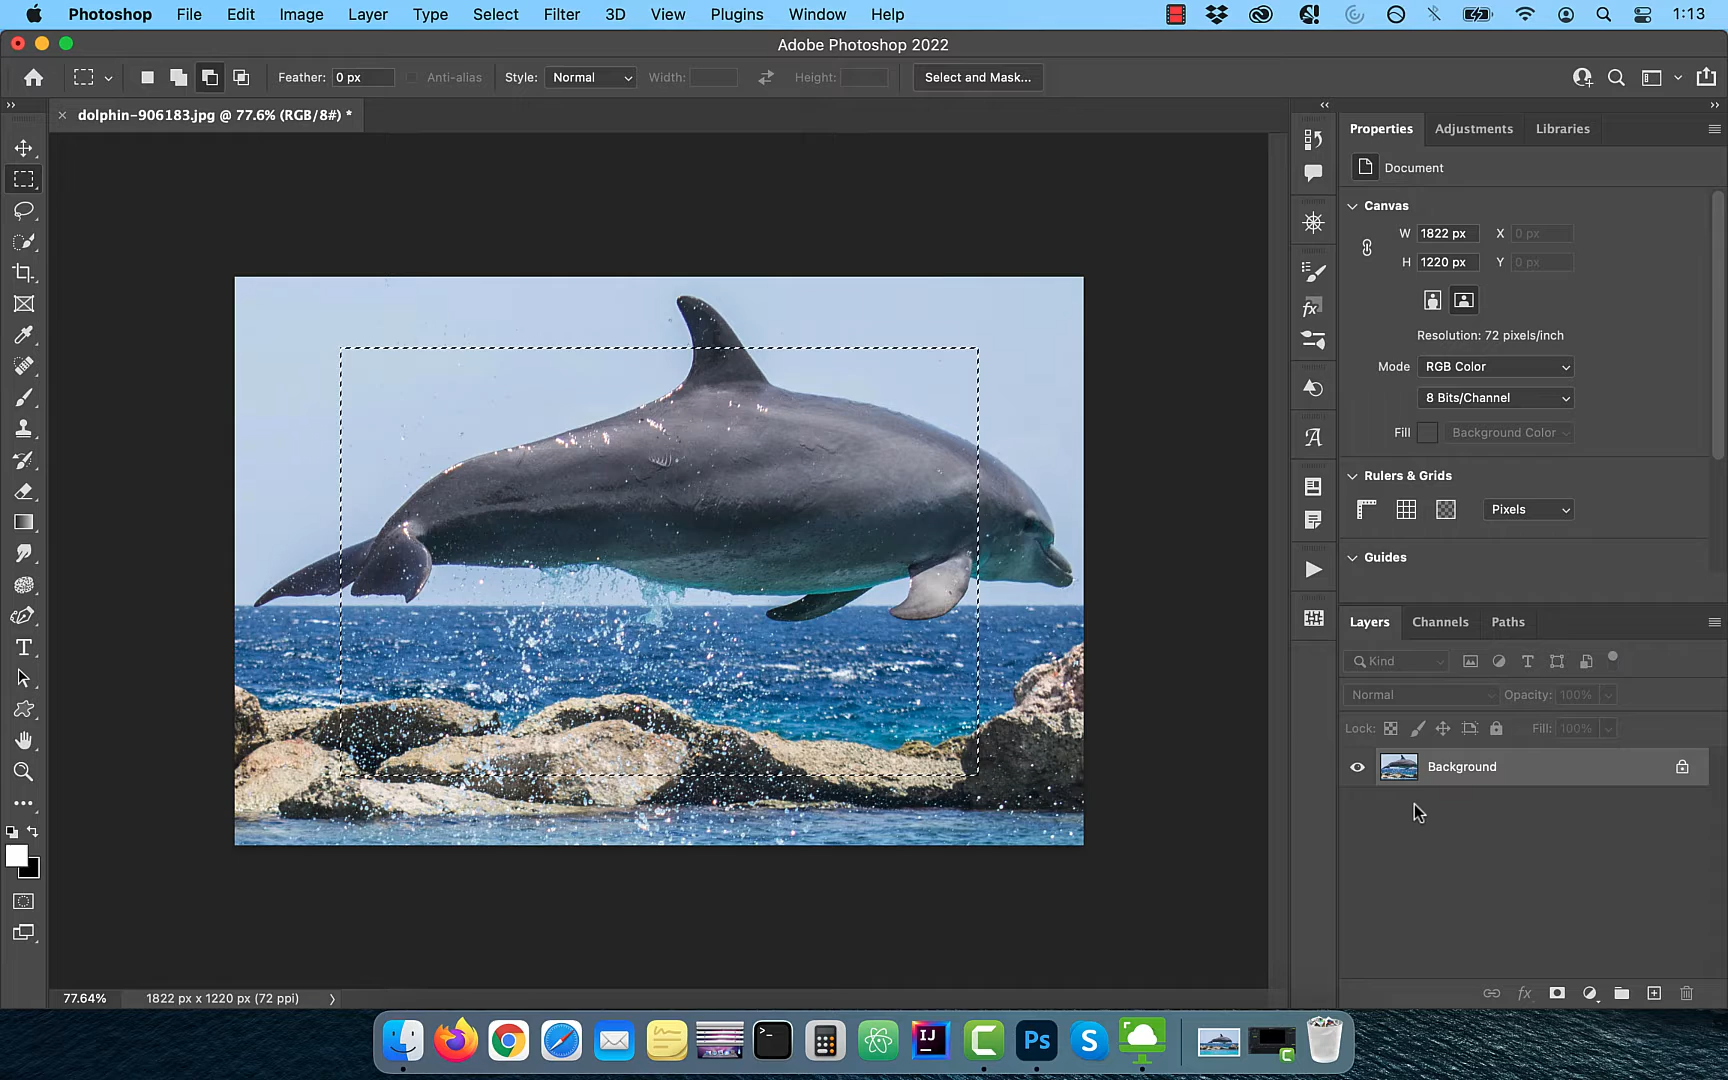 Photoshop File Edit Image Layer Type Select Filter 3D View Plugins Window Help 1:13
Adobe Photoshop 2022
Feather: 0 px Anti-alias Style: Normal Width: Height: Select and Mask...
dolphin-906183.jpg @ 77.6% (RGB/8#) *
Properties Adjustments Libraries
Document
Canvas
W 1822 px X 0 px
H 1220 px Y 0 px
Resolution: 72 pixels/inch
Mode RGB Color
8 Bits/Channel
Fill Background Color
Rulers & Grids
Pixels
Guides
Layers Channels Paths
Kind
Normal Opacity: 100%
Lock: Fill: 100%
Background
77.64% 1822 px x 1220 px (72 ppi)
IJ
Ps